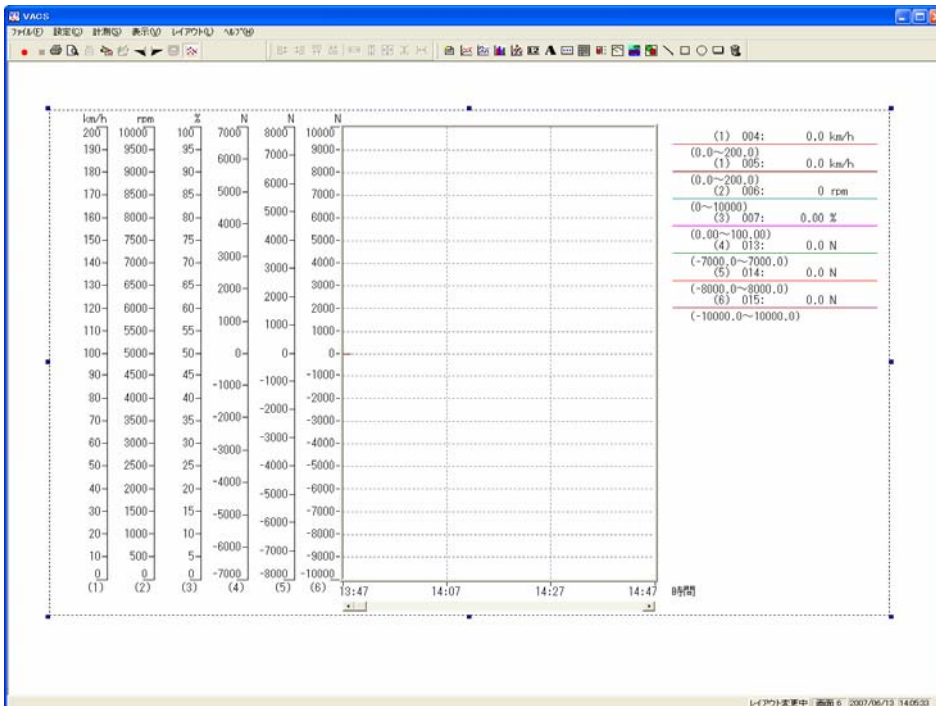 VACS
ファイル(F) 設定(C) 計測(S) 表示(V) レイアウト(L) ヘルプ(H)
km/h rpm % N N N
200 10000 100 7000 8000 10000
190 9500 95 6000 7000 9000
180 9000 90 8000
170 8500 85 5000 6000 7000
160 8000 80 4000 5000 6000
150 7500 75 4000 5000
140 7000 70 3000 3000 4000
130 6500 65 2000 3000
120 6000 60 2000 2000
110 5500 55 1000 1000 1000
100 5000 50 0 0 0
90 4500 45 -1000 -1000 -1000
80 4000 40 -2000 -2000
70 3500 35 -2000 -3000
60 3000 30 -3000 -3000 -4000
50 2500 25 -4000 -5000
40 2000 20 -4000 -5000 -6000
30 1500 15 -5000 -7000
20 1000 10 -6000 -6000 -8000
10 500 5 -7000 -9000
0 0 0 -7000 -8000 -10000
(1) (2) (3) (4) (5) (6)
13:47 14:07 14:27 14:47 時間
(1) 004: 0.0 km/h
(0.0～200.0)
(1) 005: 0.0 km/h
(0.0～200.0)
(2) 006: 0 rpm
(0～10000)
(3) 007: 0.00 %
(0.00～100.00)
(4) 013: 0.0 N
(-7000.0～7000.0)
(5) 014: 0.0 N
(-8000.0～8000.0)
(6) 015: 0.0 N
(-10000.0～10000.0)
レイアウト変更中 画面 6 2007/06/13 14:05:33